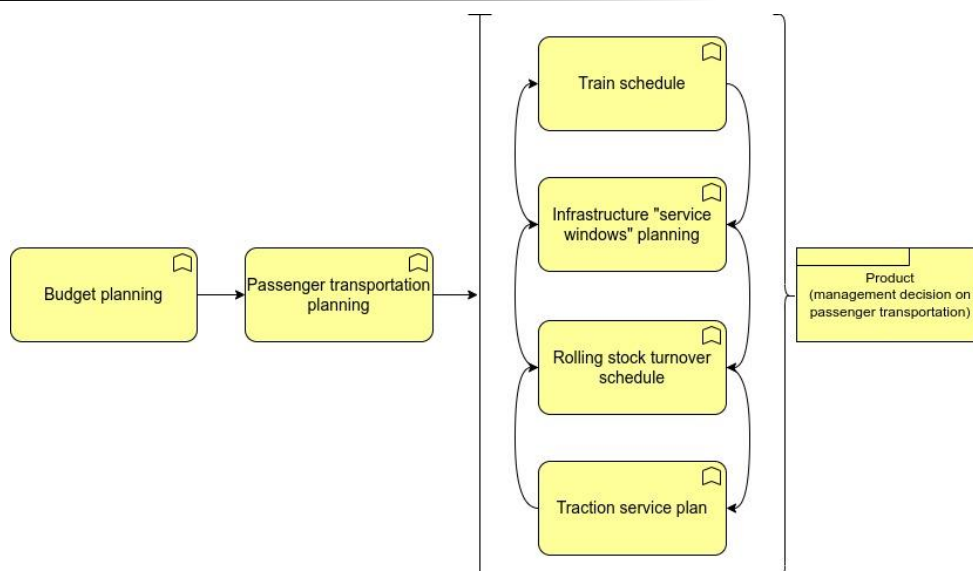 Train schedule
Infrastructure "service
windows" planning
Budget planning
Passenger transportation
planning
Product
(management decision on
passenger transportation)
Rolling stock turnover
schedule
Traction service plan